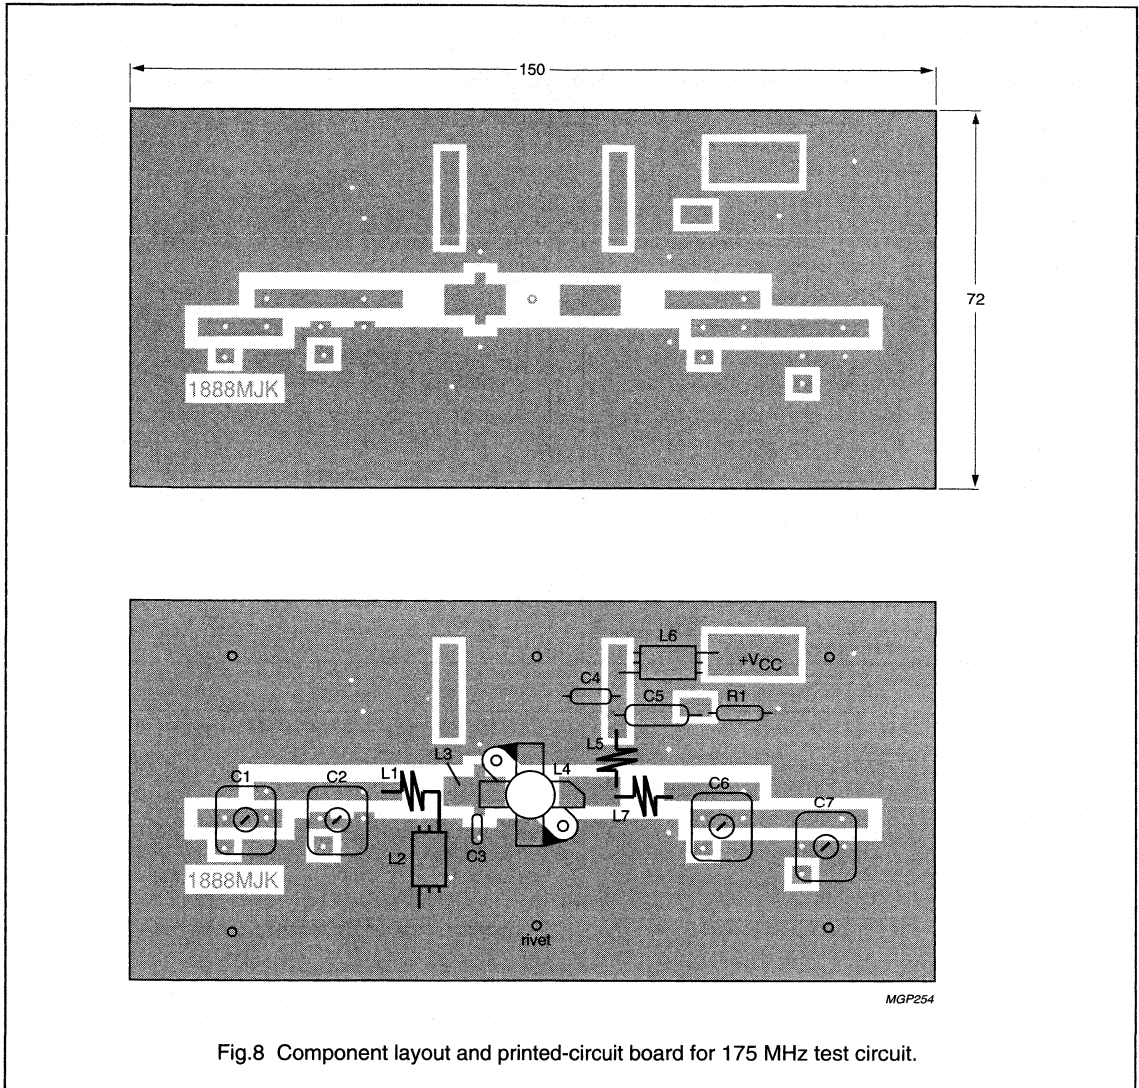 150
72
1888MJK
L6
+VCC
C4
C5
R1
L5
L3
L4
L1
C1
C2
C6
C7
L7
C3
L2
1888MJK
rivet
MGP254
Fig.8 Component layout and printed-circuit board for 175 MHz test circuit.